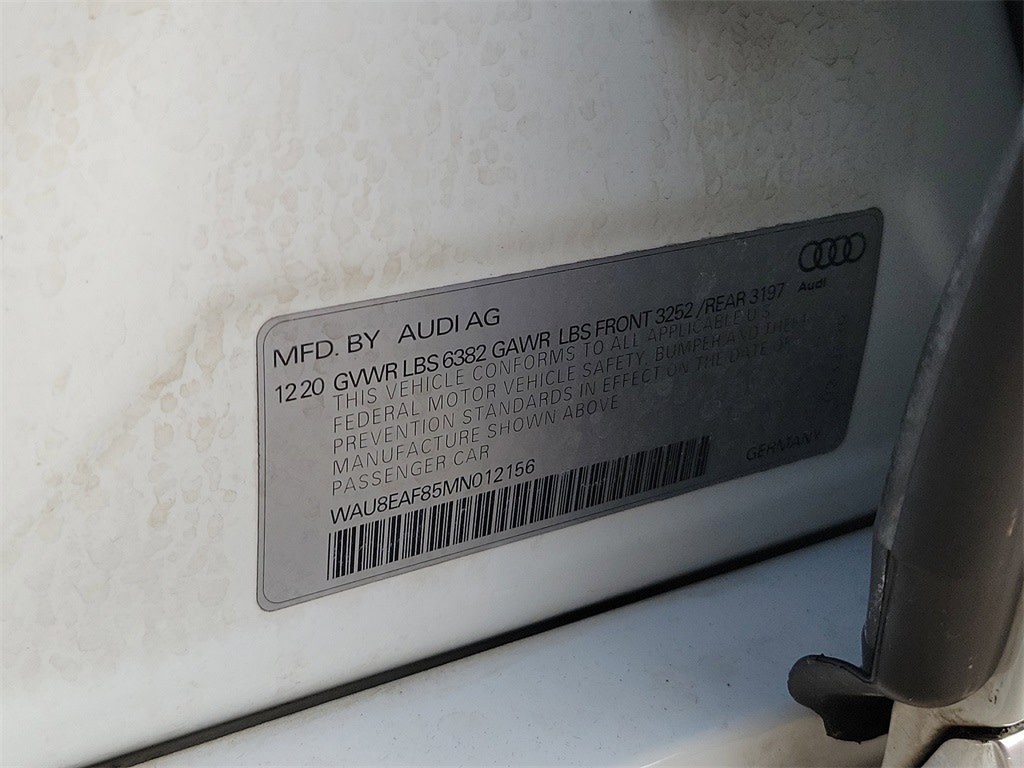 Audi
MFD. BY AUDI AG
12 20 GVWR LBS 6382 GAWR LBS FRONT 3252 /REAR 3197
THIS VEHICLE CONFORMS TO ALL APPLICABLE U.S.
FEDERAL MOTOR VEHICLE SAFETY, BUMPER AND THEFT
PREVENTION STANDARDS IN EFFECT ON THE DATE OF
MANUFACTURE SHOWN ABOVE
PASSENGER CAR
WAU8EAF85MN012156
GERMANY